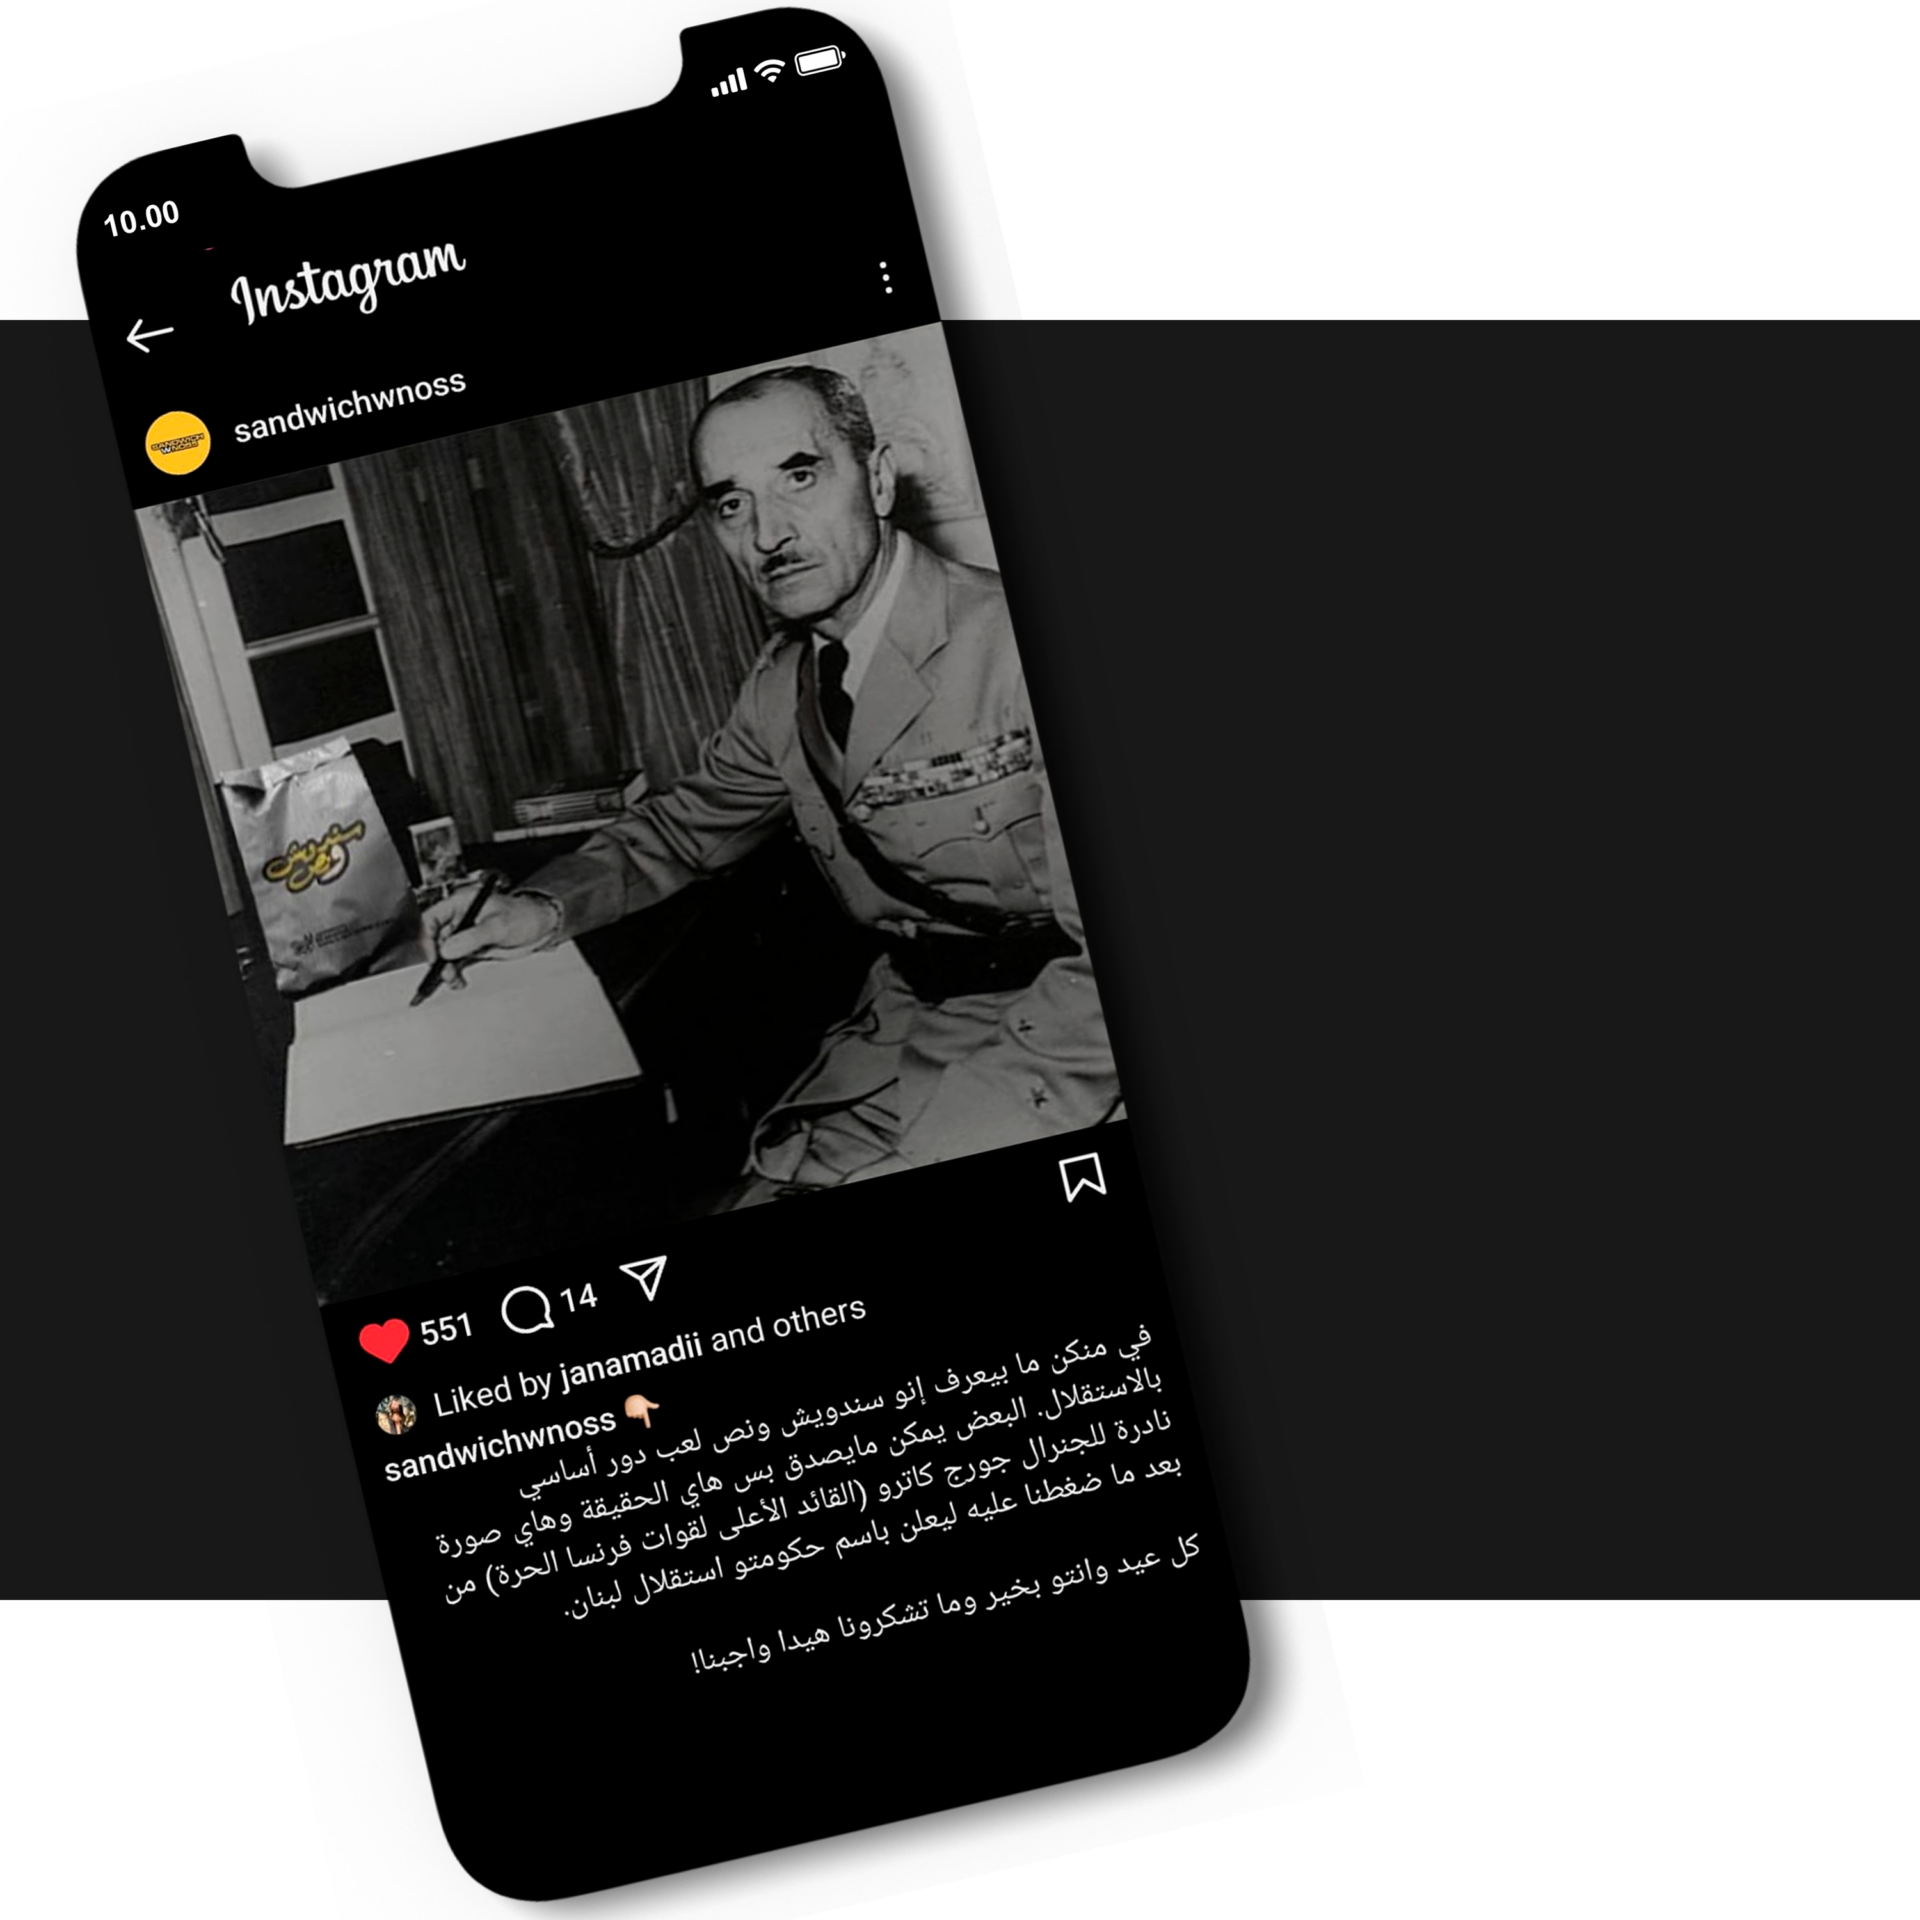 10.00
Instagram
SANDWICH
WNOSS
sandwichwnoss
سندويش
ونص
551
14
Liked by janamadii and others
sandwichwnoss 👇🏻
في منكن ما بيعرف إنو سندويش ونص لعب دور أساسي
بالاستقلال. البعض يمكن مايصدق بس هاي الحقيقة وهاي صورة
نادرة للجنرال جورج كاترو (القائد الأعلى لقوات فرنسا الحرة) من
بعد ما ضغطنا عليه ليعلن باسم حكومتو استقلال لبنان.
كل عيد وانتو بخير وما تشكرونا هيدا واجبنا!